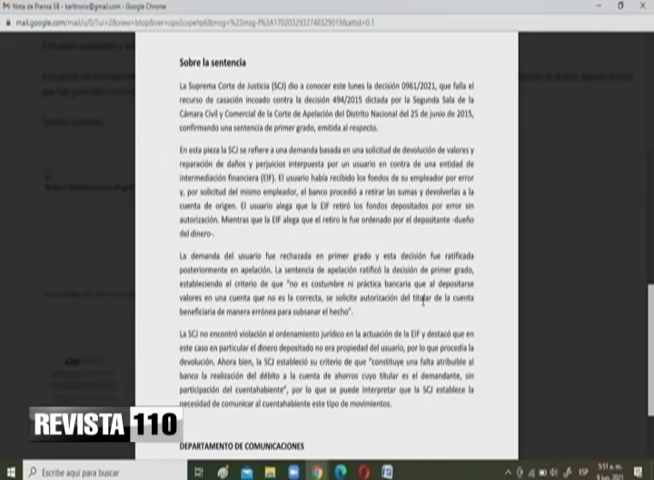 Nota de Prensa SB - karitronix@gmail.com - Google Chrome
Sobre la sentencia
La Suprema Corte de Justicia (SCJ) dio a conocer este lunes la decisión 0961/2021, que falla el
recurso de casación incoado contra la decisión 494/2015 dictada por la Segunda Sala de la
Cámara Civil y Comercial de la Corte de Apelación del Distrito Nacional del 25 de junio de 2015,
confirmando una sentencia de primer grado, emitida al respecto.
En esta pieza la SCJ se refiere a una demanda basada en una solicitud de devolución de valores y
reparación de daños y perjuicios interpuesta por un usuario en contra de una entidad de
intermediación financiera (EIF). El usuario había recibido los fondos de su empleador por error
y, por solicitud del mismo empleador, el banco procedió a retirar las sumas y devolverlas a la
cuenta de origen. El usuario alega que la EIF retiró los fondos depositados por error sin
autorización. Mientras que la EIF alega que el retiro le fue ordenado por el depositante -dueño
del dinero-.
La demanda del usuario fue rechazada en primer grado y esta decisión fue ratificada
posteriormente en apelación. La sentencia de apelación ratificó la decisión de primer grado,
estableciendo el criterio de que "no es costumbre ni práctica bancaria que al depositarse
valores en una cuenta que no es la correcta, se solicite autorización del titular de la cuenta
beneficiaria de manera errónea para subsanar el hecho".
La SCJ no encontró violación al ordenamiento jurídico en la actuación de la EIF y destacó que en
este caso en particular el dinero depositado no era propiedad del usuario, por lo que procedía la
devolución. Ahora bien, la SCJ estableció su criterio de que "constituye una falta atribuible al
banco la realización del débito a la cuenta de ahorros cuyo titular es el demandante, sin
participación del cuentahabiente", por lo que se puede interpretar que la SCJ establece la
necesidad de comunicar al cuentahabiente este tipo de movimientos.
REVISTA 110
DEPARTAMENTO DE COMUNICACIONES
Escribe aquí para buscar
ESP
5:51 a. m.